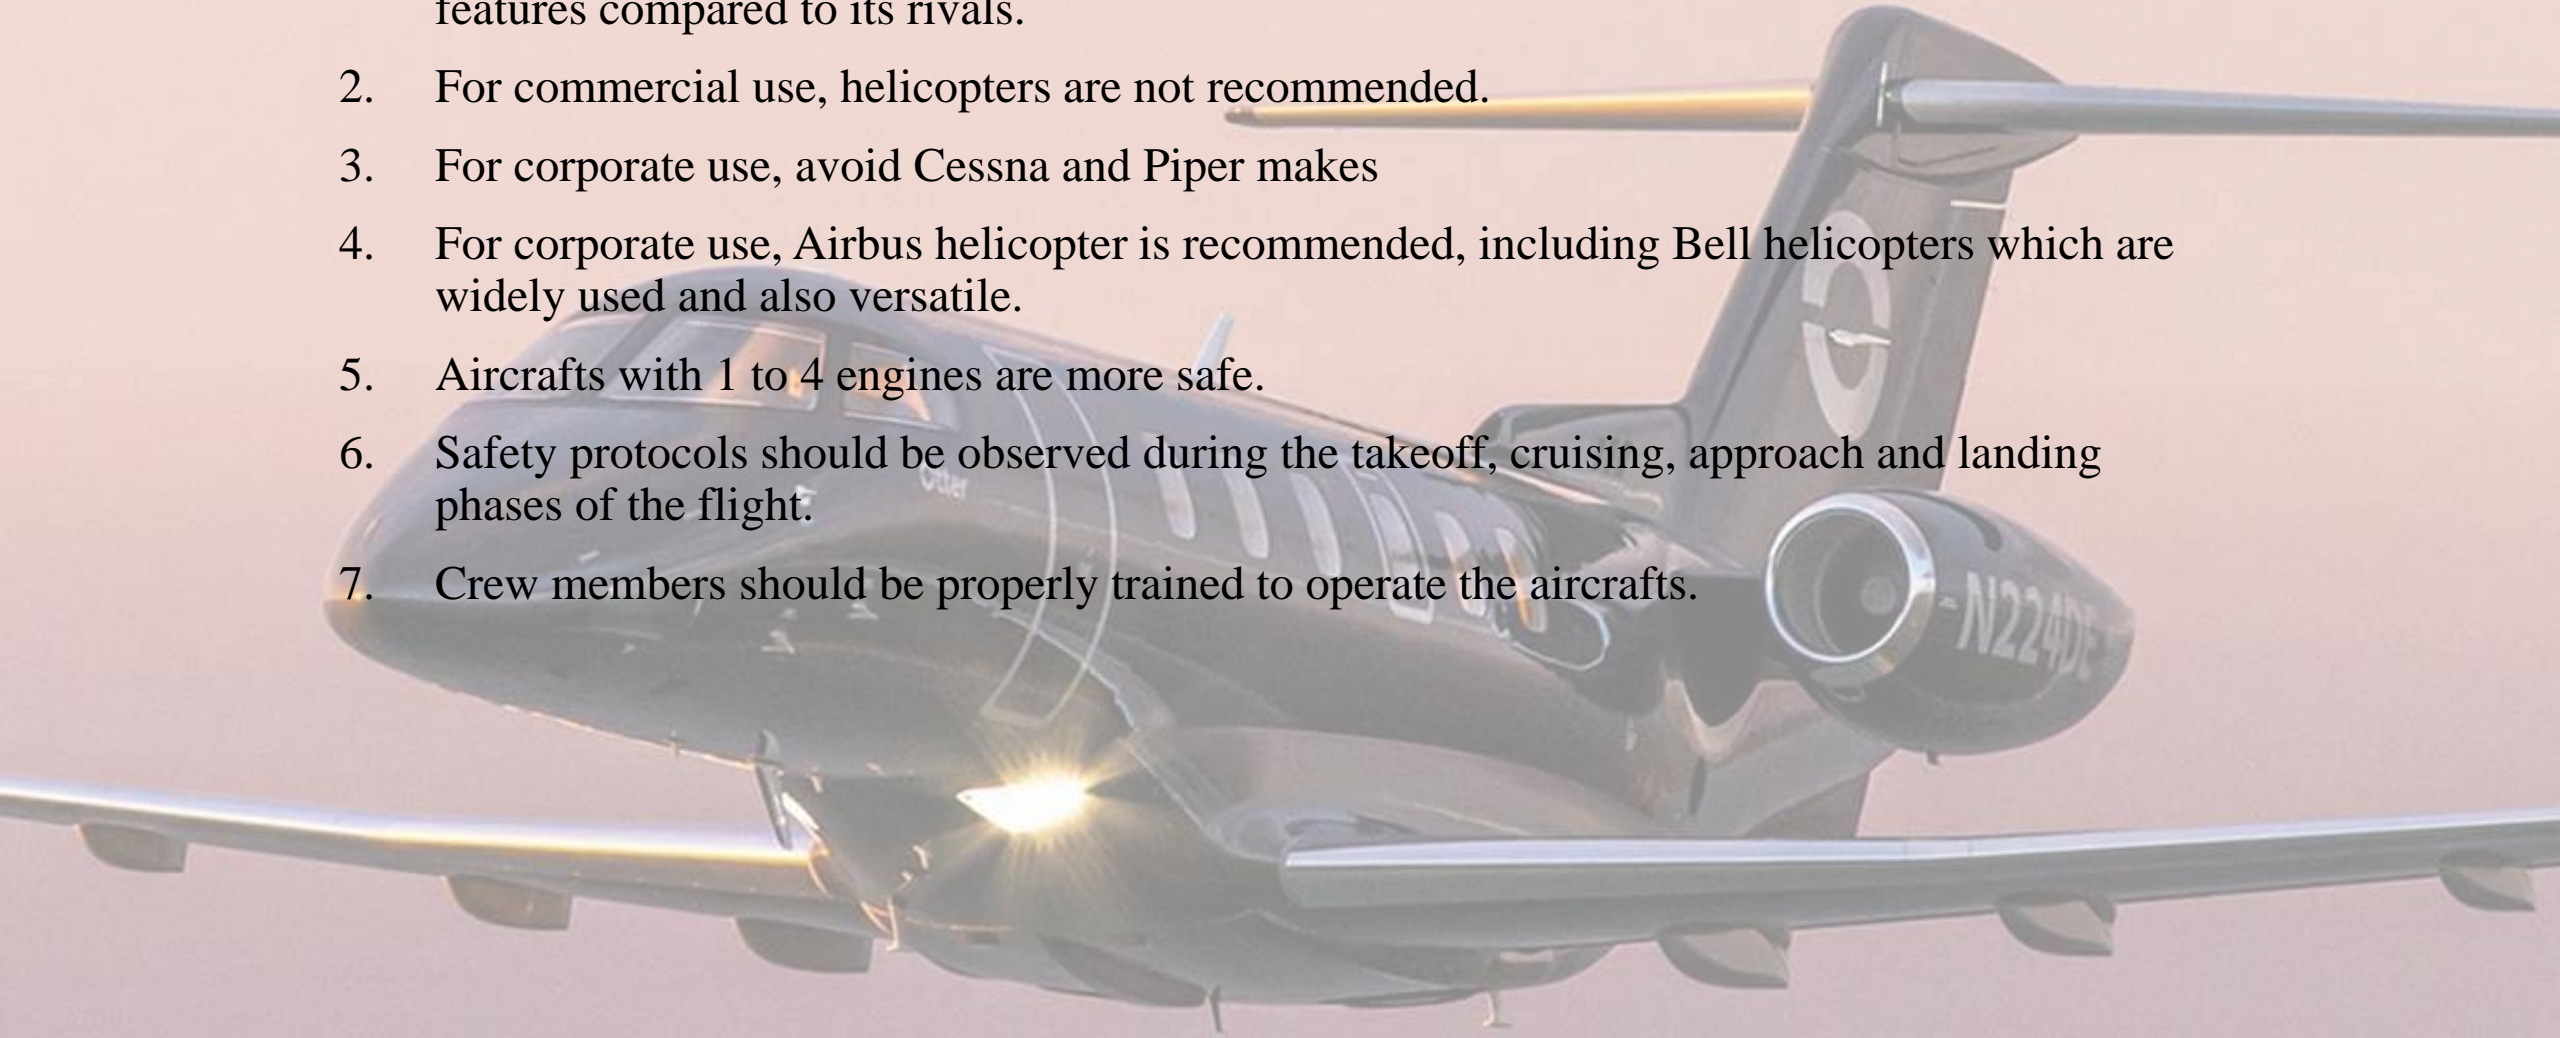 features compared to its rivals.
2. For commercial use, helicopters are not recommended.
3. For corporate use, avoid Cessna and Piper makes
4. For corporate use, Airbus helicopter is recommended, including Bell helicopters which are
widely used and also versatile.
5. Aircrafts with 1 to 4 engines are more safe.
6. Safety protocols should be observed during the takeoff, cruising, approach and landing
phases of the flight.
7. Crew members should be properly trained to operate the aircrafts.
N224DF